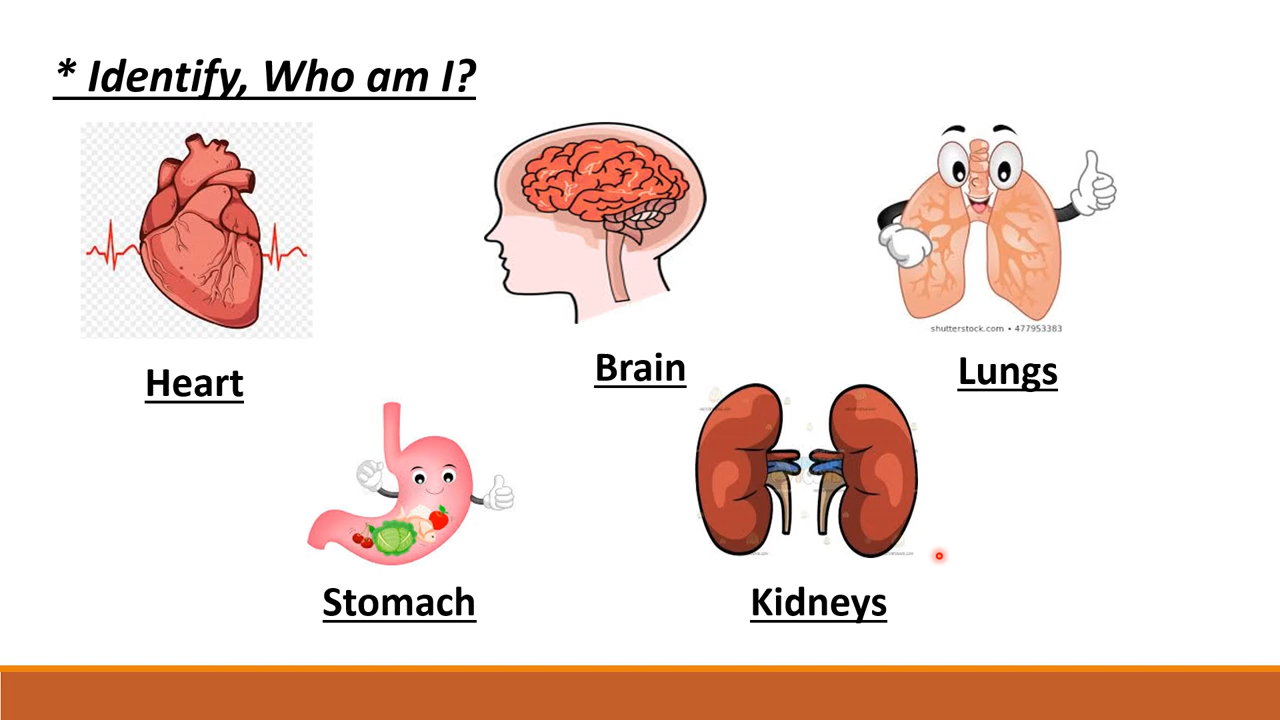 * Identify, Who am I?
shutterstock.com • 477953383
Heart
Brain
Lungs
Stomach
Kidneys